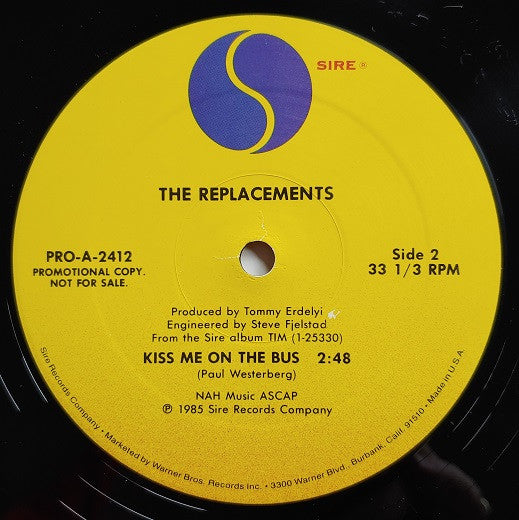 SIRE ®
THE REPLACEMENTS
PRO-A-2412
PROMOTIONAL COPY.
NOT FOR SALE.
Side 2
33 1/3 RPM
Produced by Tommy Erdelyi
Engineered by Steve Fjelstad
From the Sire album TIM (1-25330)
KISS ME ON THE BUS 2:48
(Paul Westerberg)
NAH Music ASCAP
℗ 1985 Sire Records Company
Sire Records Company • Marketed by Warner Bros. Records Inc. • 3300 Warner Blvd., Burbank, Calif. 91510 • Made in U.S.A.